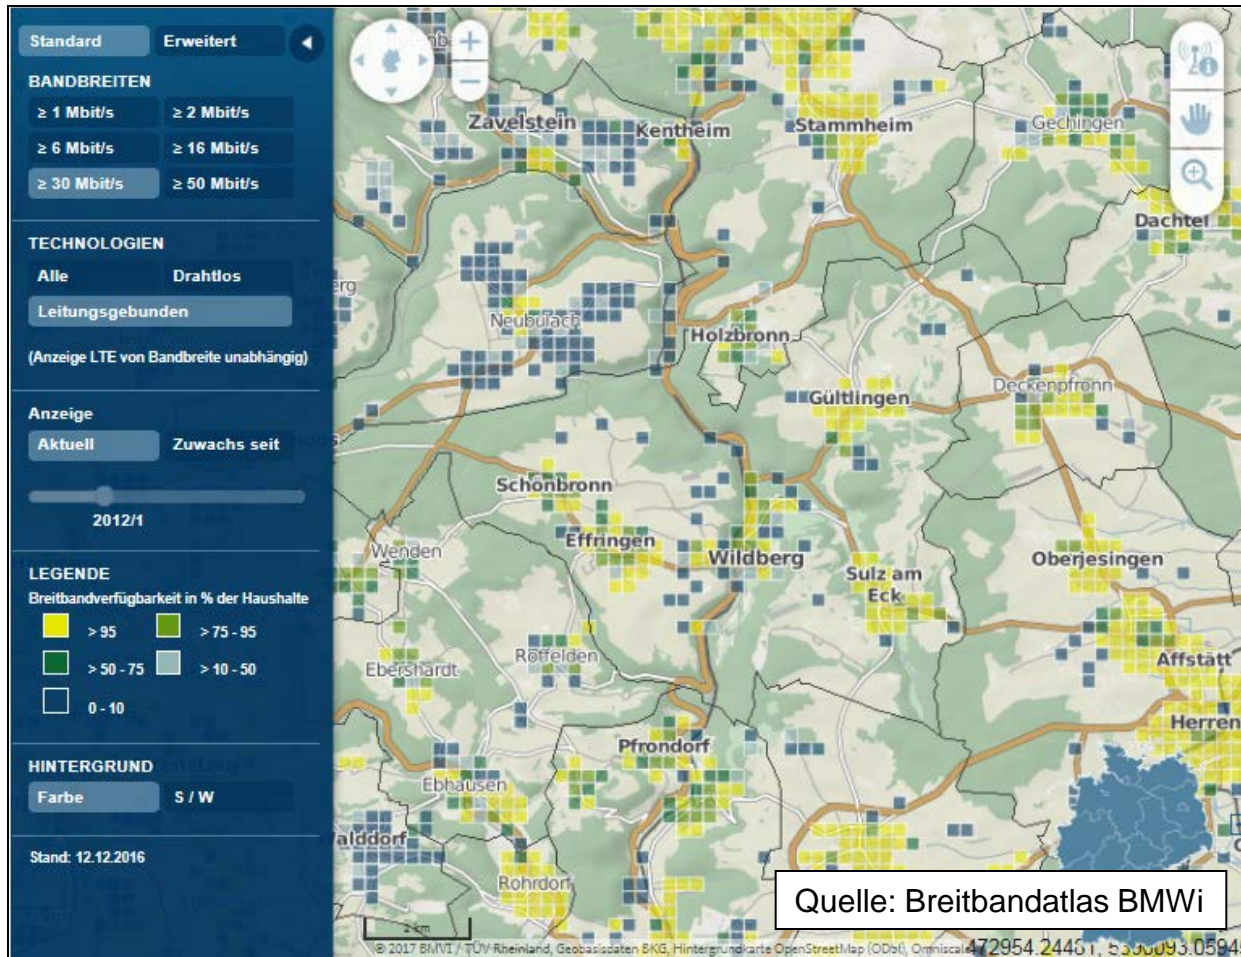 Standard Erweitert
BANDBREITEN
≥ 1 Mbit/s ≥ 2 Mbit/s
≥ 6 Mbit/s ≥ 16 Mbit/s
≥ 30 Mbit/s ≥ 50 Mbit/s
TECHNOLOGIEN
Alle Drahtlos
Leitungsgebunden
(Anzeige LTE von Bandbreite unabhängig)
Anzeige
Aktuell Zuwachs seit
2012/1
LEGENDE
Breitbandverfügbarkeit in % der Haushalte
> 95 > 75 - 95
> 50 - 75 > 10 - 50
0 - 10
HINTERGRUND
Farbe S / W
Stand: 12.12.2016
Zavelstein Kentheim Stammheim Gechingen
Dachtel
Neubulach
Holzbronn
Gültlingen Deckenpfronn
Schönbronn
Effringen Wildberg Oberjesingen
Wenden
Sulz am
Eck
Ebershardt Rotfelden Affstätt
Herren
Pfrondorf
Ebhausen
Walddorf
Rohrdorf
Quelle: Breitbandatlas BMWi
2 km
© 2017 BMVI / TÜV Rheinland, Geobasisdaten BKG, Hintergrundkarte OpenStreetMap (ODbl), Omniscale